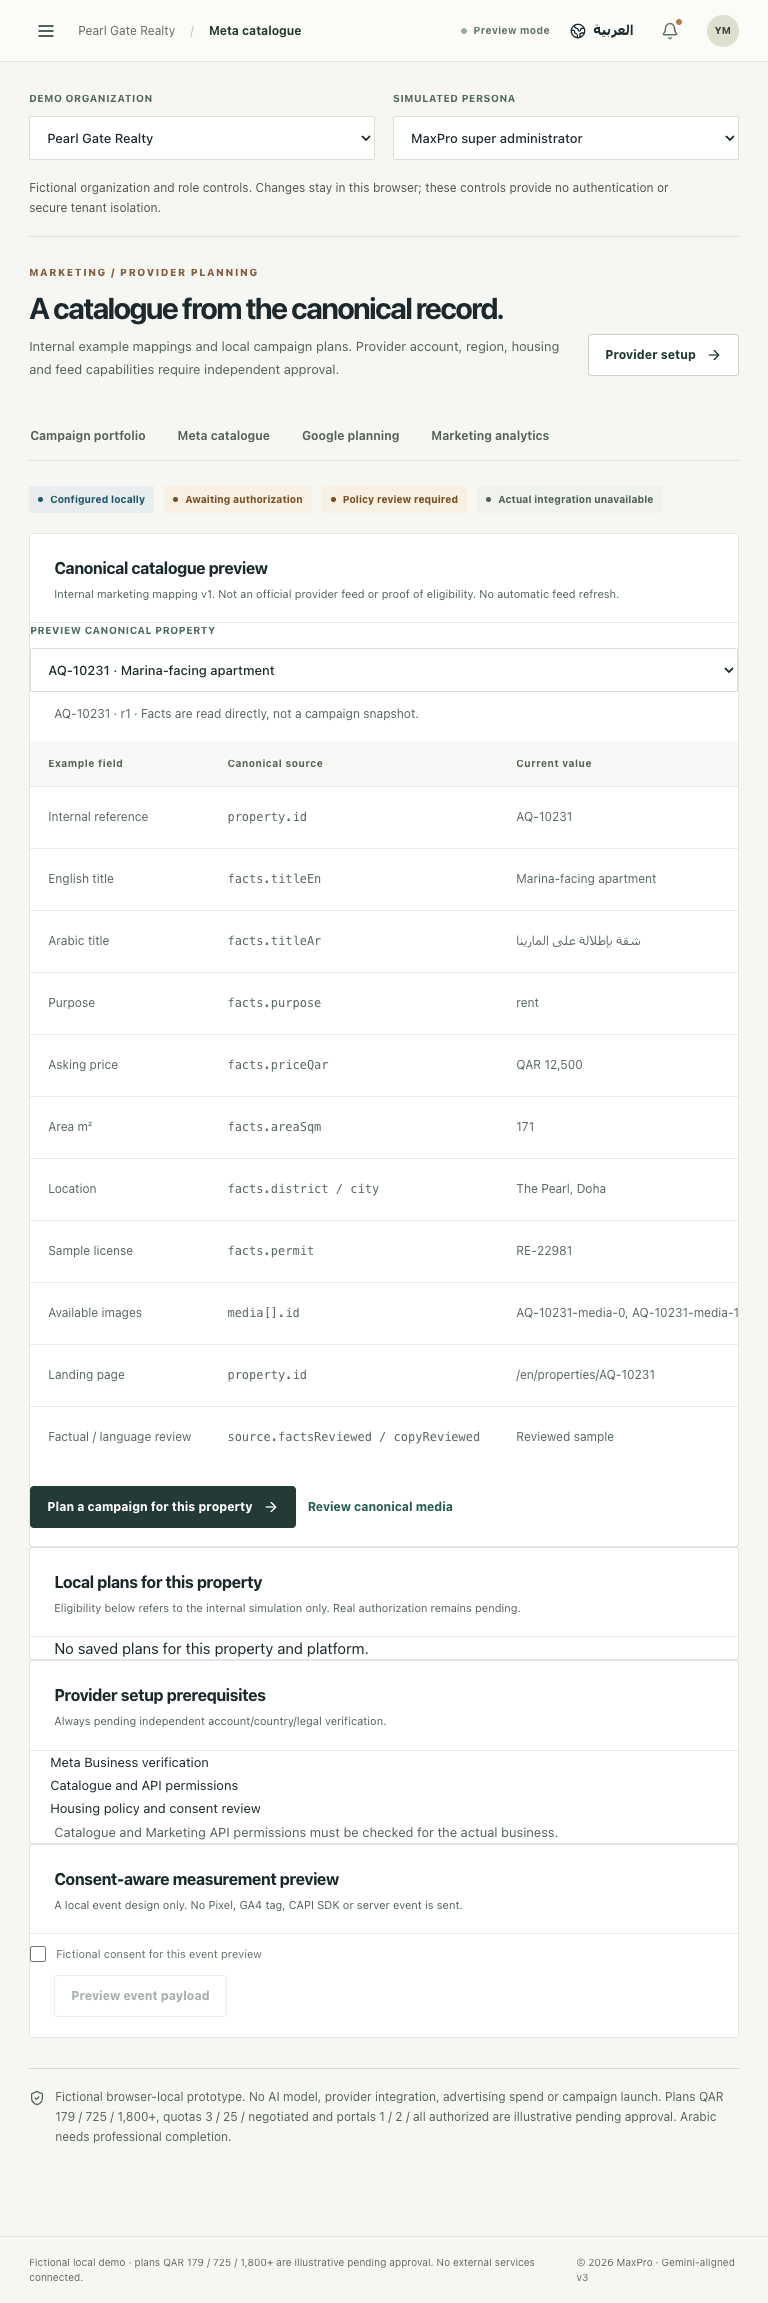 Pearl Gate Realty / Meta catalogue
Preview mode
العربية
YM
DEMO ORGANIZATION
Pearl Gate Realty
SIMULATED PERSONA
MaxPro super administrator
Fictional organization and role controls. Changes stay in this browser; these controls provide no authentication or
secure tenant isolation.
MARKETING / PROVIDER PLANNING
A catalogue from the canonical record.
Internal example mappings and local campaign plans. Provider account, region, housing
and feed capabilities require independent approval.
Provider setup
Campaign portfolio
Meta catalogue
Google planning
Marketing analytics
Configured locally
Awaiting authorization
Policy review required
Actual integration unavailable
Canonical catalogue preview
Internal marketing mapping v1. Not an official provider feed or proof of eligibility. No automatic feed refresh.
PREVIEW CANONICAL PROPERTY
AQ-10231 · Marina-facing apartment
AQ-10231 · r1 · Facts are read directly, not a campaign snapshot.
Example field Canonical source Current value
Internal reference property.id AQ-10231
English title facts.titleEn Marina-facing apartment
Arabic title facts.titleAr شقة بإطلالة على المارينا
Purpose facts.purpose rent
Asking price facts.priceQar QAR 12,500
Area m² facts.areaSqm 171
Location facts.district / city The Pearl, Doha
Sample license facts.permit RE-22981
Available images media[].id AQ-10231-media-0, AQ-10231-media-1
Landing page property.id /en/properties/AQ-10231
Factual / language review source.factsReviewed / copyReviewed Reviewed sample
Plan a campaign for this property
Review canonical media
Local plans for this property
Eligibility below refers to the internal simulation only. Real authorization remains pending.
No saved plans for this property and platform.
Provider setup prerequisites
Always pending independent account/country/legal verification.
Meta Business verification
Catalogue and API permissions
Housing policy and consent review
Catalogue and Marketing API permissions must be checked for the actual business.
Consent-aware measurement preview
A local event design only. No Pixel, GA4 tag, CAPI SDK or server event is sent.
Fictional consent for this event preview
Preview event payload
Fictional browser-local prototype. No AI model, provider integration, advertising spend or campaign launch. Plans QAR
179 / 725 / 1,800+, quotas 3 / 25 / negotiated and portals 1 / 2 / all authorized are illustrative pending approval. Arabic
needs professional completion.
Fictional local demo · plans QAR 179 / 725 / 1,800+ are illustrative pending approval. No external services
connected.
© 2026 MaxPro · Gemini-aligned
v3